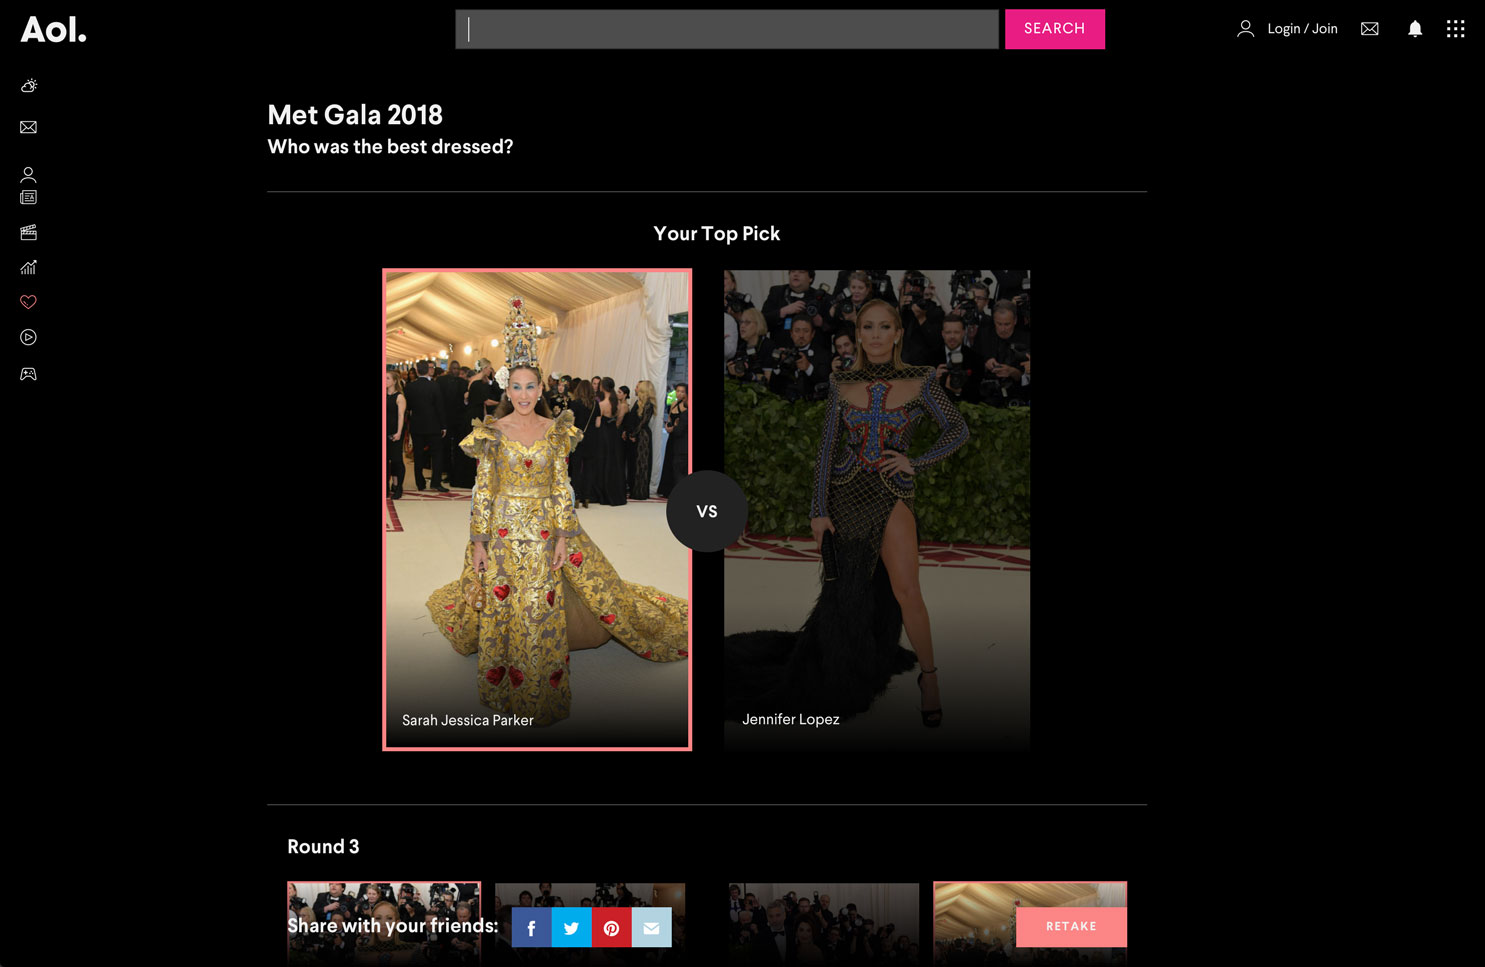 Aol.
SEARCH
Login / Join
Met Gala 2018
Who was the best dressed?
Your Top Pick
VS
Sarah Jessica Parker
Jennifer Lopez
Round 3
Share with your friends:
RETAKE